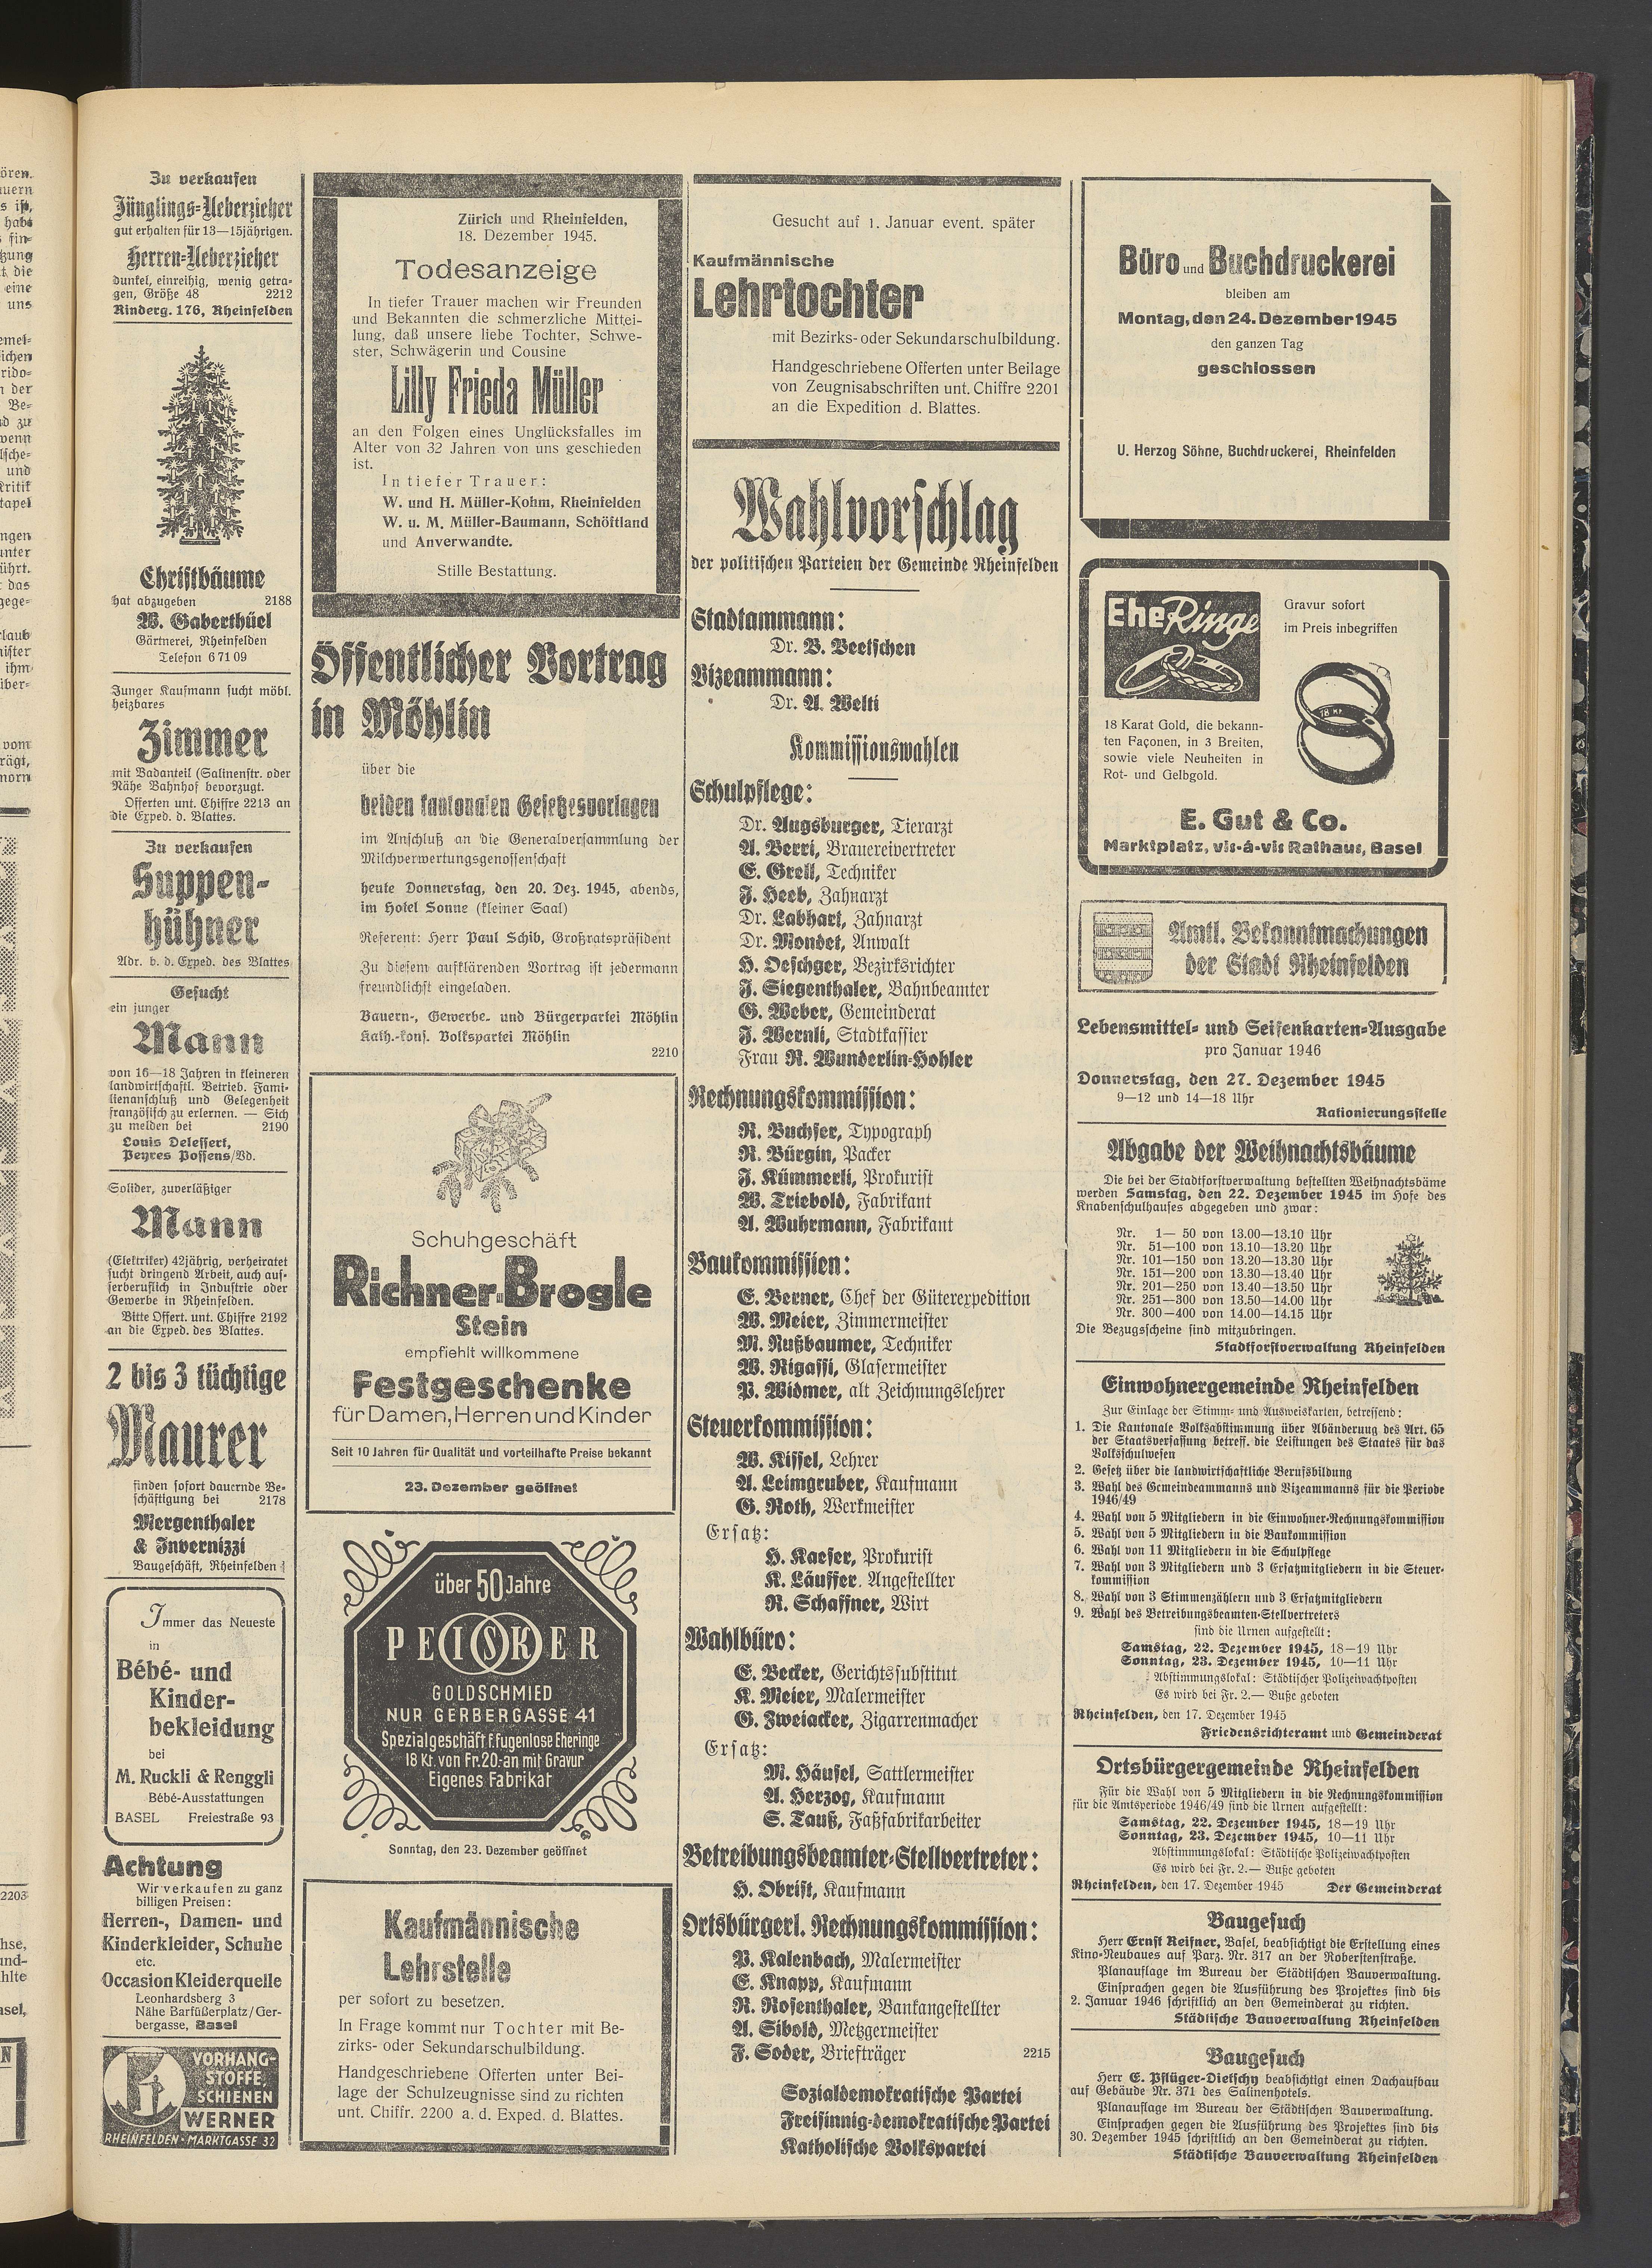 Zu verkaufen
Jünglings-Ueberzieher
gut erhalten für 13—15jährigen.
Herren-Ueberzieher
dunkel, einreihig, wenig getra-
gen, Größe 48 2212
Rinderg. 176, Rheinfelden
Christbäume
hat abzugeben 2188
W. Gaberthüel
Gärtnerei, Rheinfelden
Telefon 6 71 09
Junger Kaufmann sucht möbl.
heizbares
Zimmer
mit Badanteil (Salinenstr. oder
Nähe Bahnhof bevorzugt.
Offerten unt. Chiffre 2213 an
die Exped. d. Blattes.
Zu verkaufen
Suppen-
hühner
Adr. b. d. Exped. des Blattes
Gesucht
ein junger
Mann
von 16—18 Jahren in kleineren
landwirtschaftl. Betrieb. Fami-
lienanschluß und Gelegenheit
französisch zu erlernen. — Sich
zu melden bei 2190
Louis Delessert,
Peyres Possens/Vd.
Solider, zuverläßiger
Mann
(Elektriker) 42jährig, verheiratet
sucht dringend Arbeit, auch aus-
serberuflich in Industrie oder
Gewerbe in Rheinfelden.
Bitte Offert. unt. Chiffre 2192
an die Exped. des Blattes.
2 bis 3 tüchtige
Maurer
finden sofort dauernde Be-
schäftigung bei 2178
Mergenthaler
& Invernizzi
Baugeschäft, Rheinfelden
Immer das Neueste
in
Bébé- und
Kinder-
bekleidung
bei
M. Ruckli & Renggli
Bébé-Ausstattungen
BASEL Freiestraße 93
Achtung
Wir verkaufen zu ganz
billigen Preisen:
Herren-, Damen- und
Kinderkleider, Schuhe
etc.
Occasion Kleiderquelle
Leonhardsberg 3
Nähe Barfüßerplatz/Ger-
bergasse, Basel
VORHANG-
STOFFE,
SCHIENEN
WERNER
RHEINFELDEN · MARKTGASSE 32
Zürich und Rheinfelden,
18. Dezember 1945.
Todesanzeige
In tiefer Trauer machen wir Freunden
und Bekannten die schmerzliche Mittei-
lung, daß unsere liebe Tochter, Schwe-
ster, Schwägerin und Cousine
Lilly Frieda Müller
an den Folgen eines Unglücksfalles im
Alter von 32 Jahren von uns geschieden
ist.
In tiefer Trauer:
W. und H. Müller-Kohm, Rheinfelden
W. u. M. Müller-Baumann, Schöftland
und Anverwandte.
Stille Bestattung.
Öffentlicher Vortrag
in Möhlin
über die
beiden kantonalen Gesetzesvorlagen
im Anschluß an die Generalversammlung der
Milchverwertungsgenossenschaft
heute Donnerstag, den 20. Dez. 1945, abends,
im Hotel Sonne (kleiner Saal)
Referent: Herr Paul Schib, Großratspräsident
Zu diesem aufklärenden Vortrag ist jedermann
freundlichst eingeladen.
Bauern-, Gewerbe- und Bürgerpartei Möhlin
Kath.-kons. Volkspartei Möhlin
2210
Schuhgeschäft
Richner-Brogle
Stein
empfiehlt willkommene
Festgeschenke
für Damen, Herren und Kinder
Seit 10 Jahren für Qualität und vorteilhafte Preise bekannt
23. Dezember geöffnet
über 50 Jahre
PEISKER
GOLDSCHMIED
NUR GERBERGASSE 41
Spezialgeschäft f. fugenlose Eheringe
18 Kt. von Fr. 20.- an mit Gravur
Eigenes Fabrikat
Sonntag, den 23. Dezember geöffnet
Kaufmännische
Lehrstelle
per sofort zu besetzen.
In Frage kommt nur Tochter mit Be-
zirks- oder Sekundarschulbildung.
Handgeschriebene Offerten unter Bei-
lage der Schulzeugnisse sind zu richten
unt. Chiffr. 2200 a. d. Exped. d. Blattes.
Gesucht auf 1. Januar event. später
Kaufmännische
Lehrtochter
mit Bezirks- oder Sekundarschulbildung.
Handgeschriebene Offerten unter Beilage
von Zeugnisabschriften unt. Chiffre 2201
an die Expedition d. Blattes.
Wahlvorschlag
der politischen Parteien der Gemeinde Rheinfelden
Stadtammann:
Dr. B. Beetschen
Vizeammann:
Dr. A. Welti
Kommissionswahlen
Schulpflege:
Dr. Augsburger, Tierarzt
A. Berri, Brauereivertreter
E. Grell, Techniker
J. Heeb, Zahnarzt
Dr. Labhart, Zahnarzt
Dr. Mondet, Anwalt
H. Oeschger, Bezirksrichter
J. Siegenthaler, Bahnbeamter
G. Weber, Gemeinderat
J. Wernli, Stadtkassier
Frau R. Wunderlin-Hohler
Rechnungskommission:
R. Buchser, Typograph
R. Bürgin, Packer
J. Kümmerli, Prokurist
W. Triebold, Fabrikant
A. Wuhrmann, Fabrikant
Baukommission:
E. Berner, Chef der Güterexpedition
W. Meier, Zimmermeister
M. Nußbaumer, Techniker
W. Rigassi, Glasermeister
P. Widmer, alt Zeichnungslehrer
Steuerkommission:
W. Kissel, Lehrer
A. Leimgruber, Kaufmann
G. Roth, Werkmeister
Ersatz:
H. Kaeser, Prokurist
K. Läuffer, Angestellter
R. Schaffner, Wirt
Wahlbüro:
E. Becker, Gerichtssubstitut
K. Meier, Malermeister
G. Zweiacker, Zigarrenmacher
Ersatz:
M. Häusel, Sattlermeister
A. Herzog, Kaufmann
S. Tauß, Faßfabrikarbeiter
Betreibungsbeamter-Stellvertreter:
H. Obrist, Kaufmann
Ortsbürgerl. Rechnungskommission:
P. Kalenbach, Malermeister
E. Knapp, Kaufmann
R. Rosenthaler, Bankangestellter
A. Sibold, Metzgermeister
F. Soder, Briefträger 2215
Sozialdemokratische Partei
Freisinnig-demokratische Partei
Katholische Volkspartei
Büro und Buchdruckerei
bleiben am
Montag, den 24. Dezember 1945
den ganzen Tag
geschlossen
U. Herzog Söhne, Buchdruckerei, Rheinfelden
EheRinge
Gravur sofort
im Preis inbegriffen
18 Karat Gold, die bekann-
ten Façonen, in 3 Breiten,
sowie viele Neuheiten in
Rot- und Gelbgold.
18 KT.
E. Gut & Co.
Marktplatz, vis-à-vis Rathaus, Basel
Amtl. Bekanntmachungen
der Stadt Rheinfelden
Lebensmittel- und Seifenkarten-Ausgabe
pro Januar 1946
Donnerstag, den 27. Dezember 1945
9—12 und 14—18 Uhr
Rationierungsstelle
Abgabe der Weihnachtsbäume
Die bei der Stadtforstverwaltung bestellten Weihnachtsbäme
werden Samstag, den 22. Dezember 1945 im Hofe des
Knabenschulhauses abgegeben und zwar:
Nr. 1— 50 von 13.00—13.10 Uhr
Nr. 51—100 von 13.10—13.20 Uhr
Nr. 101—150 von 13.20—13.30 Uhr
Nr. 151—200 von 13.30—13.40 Uhr
Nr. 201—250 von 13.40—13.50 Uhr
Nr. 251—300 von 13.50—14.00 Uhr
Nr. 300—400 von 14.00—14.15 Uhr
Die Bezugsscheine sind mitzubringen.
Stadtforstverwaltung Rheinfelden
Einwohnergemeinde Rheinfelden
Zur Einlage der Stimm- und Ausweiskarten, betreffend:
1. Die Kantonale Volksabstimmung über Abänderung des Art. 65
der Staatsverfassung betreff. die Leistungen des Staates für das
Volksschulwesen
2. Gesetz über die landwirtschaftliche Berufsbildung
3. Wahl des Gemeindeammanns und Vizeammanns für die Periode
1946/49
4. Wahl von 5 Mitgliedern in die Einwohner-Rechnungskommission
5. Wahl von 5 Mitgliedern in die Baukommission
6. Wahl von 11 Mitgliedern in die Schulpflege
7. Wahl von 3 Mitgliedern und 3 Ersatzmitgliedern in die Steuer-
kommission
8. Wahl von 3 Stimmenzählern und 3 Ersatzmitgliedern
9. Wahl des Betreibungsbeamten-Stellvertreters
sind die Urnen aufgestellt:
Samstag, 22. Dezember 1945, 18—19 Uhr
Sonntag, 23. Dezember 1945, 10—11 Uhr
Abstimmungslokal: Städtischer Polizeiwachtposten
Es wird bei Fr. 2.— Buße geboten
Rheinfelden, den 17. Dezember 1945
Friedensrichteramt und Gemeinderat
Ortsbürgergemeinde Rheinfelden
Für die Wahl von 5 Mitgliedern in die Rechnungskommission
für die Amtsperiode 1946/49 sind die Urnen aufgestellt:
Samstag, 22. Dezember 1945, 18—19 Uhr
Sonntag, 23. Dezember 1945, 10—11 Uhr
Abstimmungslokal: Städtische Polizeiwachtposten
Es wird bei Fr. 2.— Buße geboten
Rheinfelden, den 17. Dezember 1945 Der Gemeinderat
Baugesuch
Herr Ernst Reifner, Basel, beabsichtigt die Erstellung eines
Kino-Neubaues auf Parz. Nr. 317 an der Roberstenstraße.
Planauflage im Bureau der Städtischen Bauverwaltung.
Einsprachen gegen die Ausführung des Projektes sind bis
2. Januar 1946 schriftlich an den Gemeinderat zu richten.
Städtische Bauverwaltung Rheinfelden
Baugesuch
Herr E. Pflüger-Dietschy beabsichtigt einen Dachaufbau
auf Gebäude Nr. 371 des Salinenhotels.
Planauflage im Bureau der Städtischen Bauverwaltung.
Einsprachen gegen die Ausführung des Projektes sind bis
30. Dezember 1945 schriftlich an den Gemeinderat zu richten.
Städtische Bauverwaltung Rheinfelden